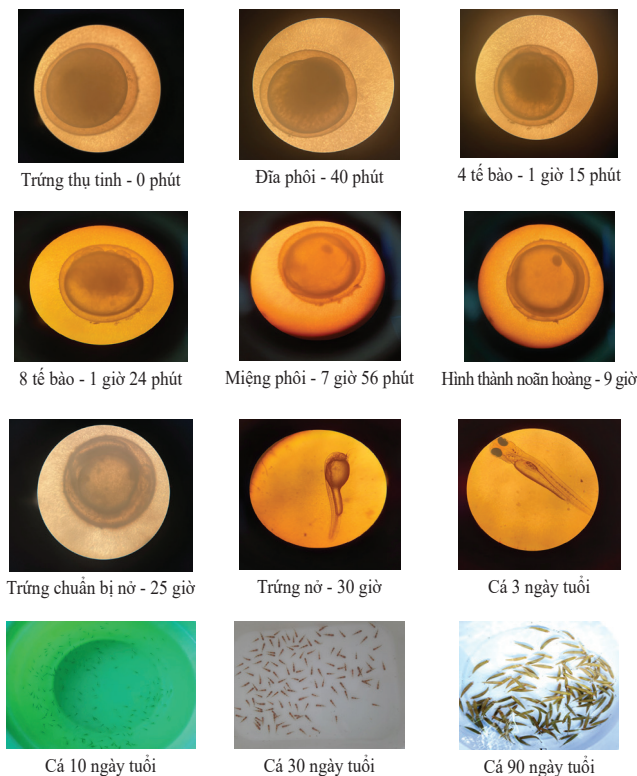 Trứng thụ tinh - 0 phút
Đĩa phôi - 40 phút
4 tế bào - 1 giờ 15 phút
8 tế bào - 1 giờ 24 phút
Miệng phôi - 7 giờ 56 phút
Hình thành noãn hoàng - 9 giờ
Trứng chuẩn bị nở - 25 giờ
Trứng nở - 30 giờ
Cá 3 ngày tuổi
Cá 10 ngày tuổi
Cá 30 ngày tuổi
Cá 90 ngày tuổi